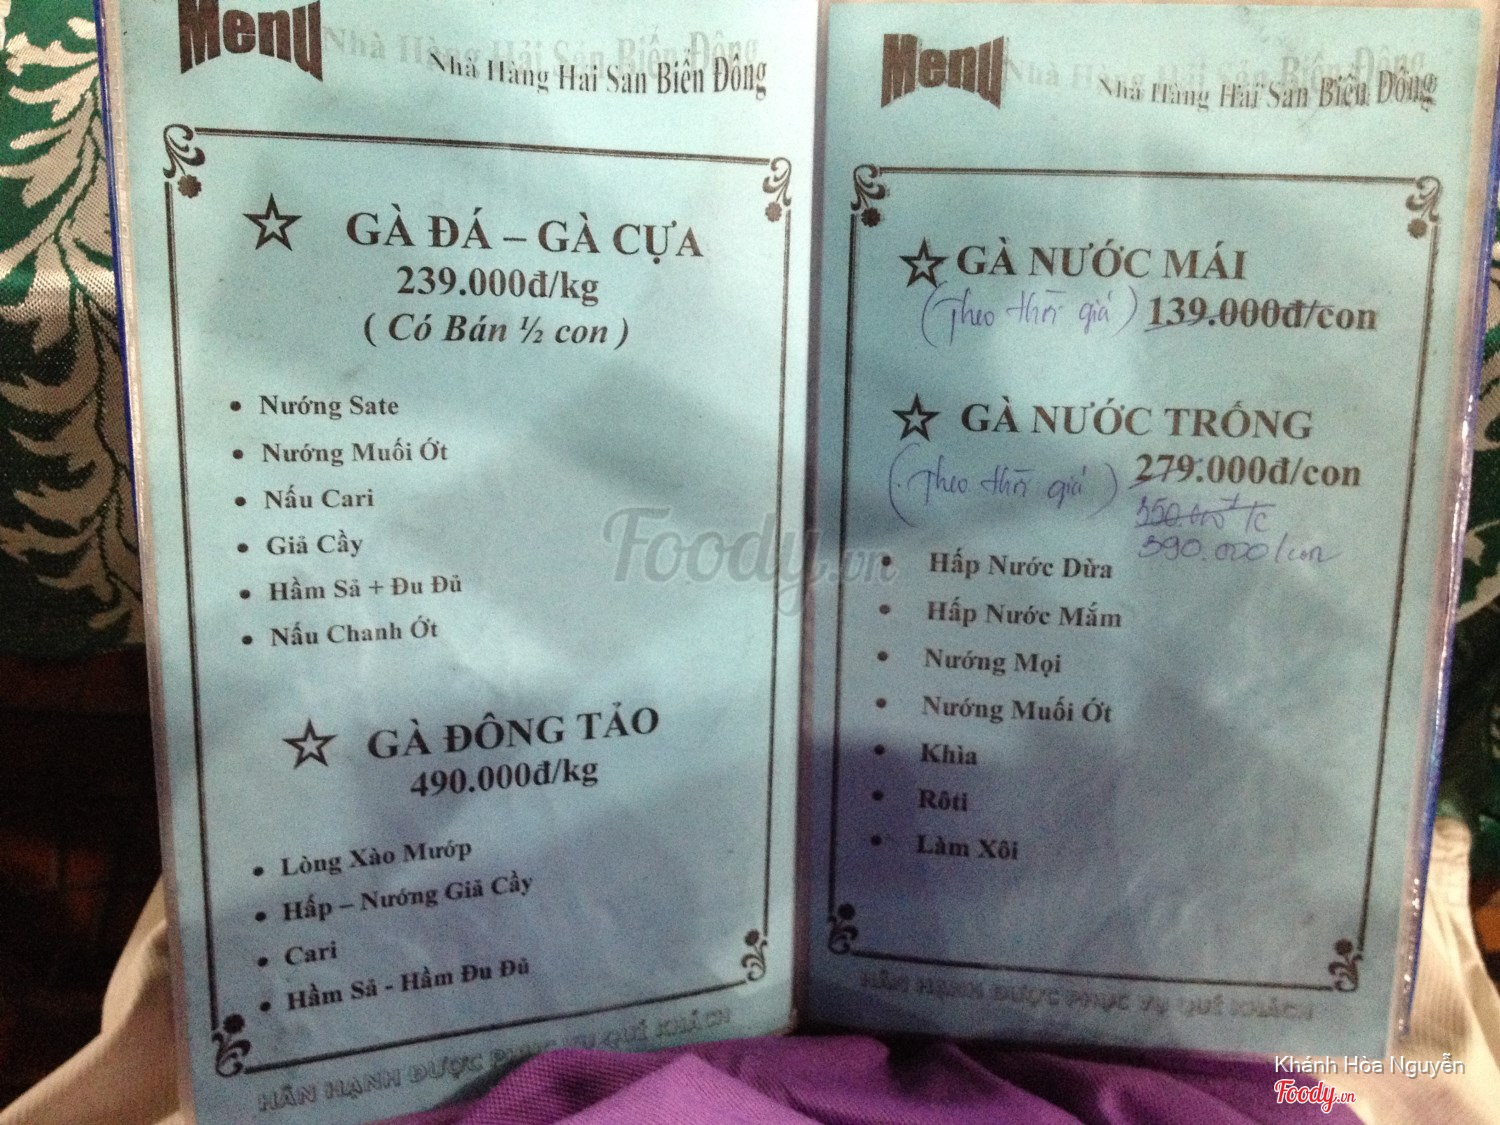 Menu
Nhà Hàng Hải Sản Biển Đông
GÀ ĐÁ – GÀ CỰA
239.000đ/kg
( Có Bán ½ con )
• Nướng Sate
• Nướng Muối Ớt
• Nấu Cari
• Giả Cầy
• Hầm Sả + Đu Đủ
• Nấu Chanh Ớt
GÀ ĐÔNG TẢO
490.000đ/kg
• Lòng Xào Mướp
• Hấp – Nướng Giả Cầy
• Cari
• Hầm Sả - Hầm Đu Đủ
HÂN HẠNH ĐƯỢC PHỤC VỤ QUÍ KHÁCH
Menu
Nhà Hàng Hải Sản Biển Đông
GÀ NƯỚC MÁI
(Theo thời giá) 139.000đ/con
GÀ NƯỚC TRỐNG
(Theo thời giá) 279.000đ/con
350.000đ/c
390.000/con
• Hấp Nước Dừa
• Hấp Nước Mắm
• Nướng Mọi
• Nướng Muối Ớt
• Khìa
• Rôti
• Làm Xôi
HÂN HẠNH ĐƯỢC PHỤC VỤ QUÍ KHÁCH
Foody.vn
Khánh Hòa Nguyễn
Foody.vn